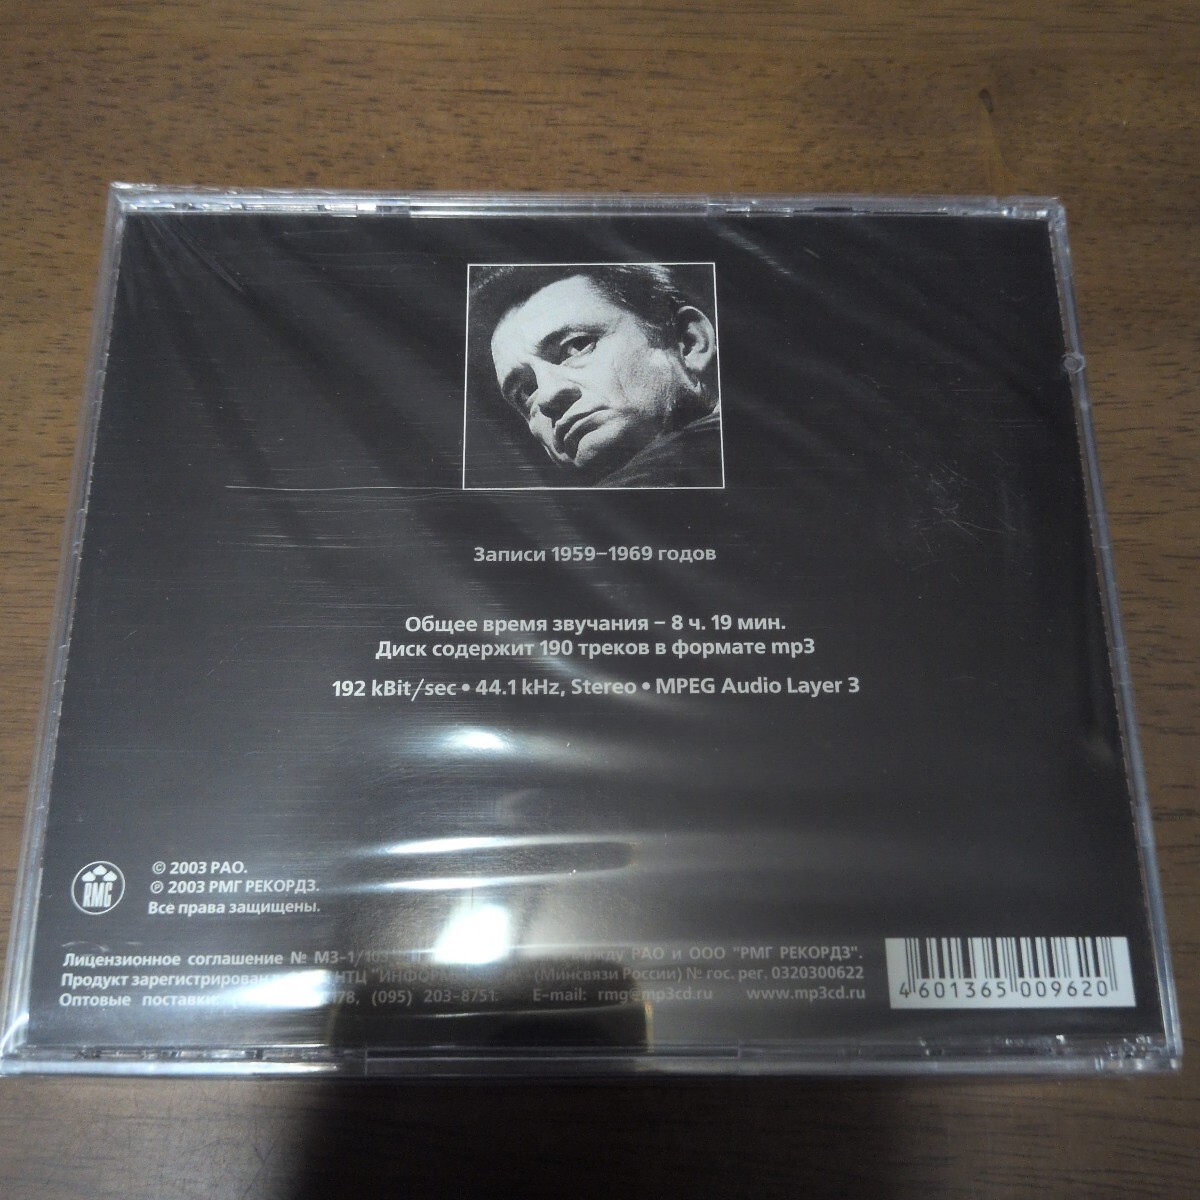 Записи 1959–1969 годов
Общее время звучания – 8 ч. 19 мин.
Диск содержит 190 треков в формате mp3
192 kBit/sec • 44.1 kHz, Stereo • MPEG Audio Layer 3
RMG
© 2003 РАО.
℗ 2003 РМГ РЕКОРДЗ.
Все права защищены.
Лицензионное соглашение № МЗ-1/ между РАО и ООО "РМГ РЕКОРДЗ".
Продукт зарегистрирован НТЦ (Минсвязи России) № гос. рег. 0320300622
Оптовые поставки: (095) 203-8751. E-mail: rmg@mp3cd.ru www.mp3cd.ru
4 601365 009620